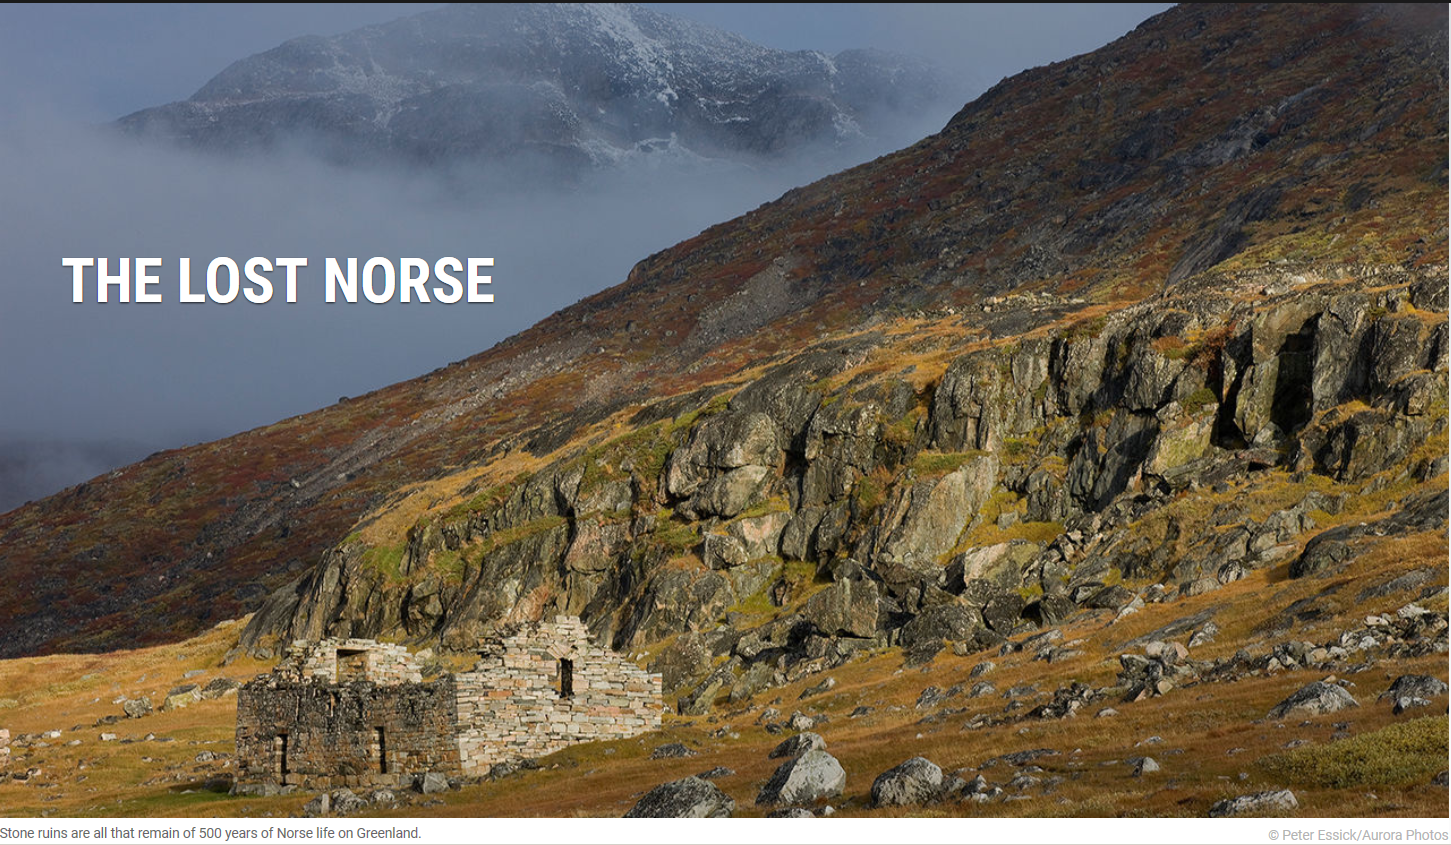 THE LOST NORSE
Stone ruins are all that remain of 500 years of Norse life on Greenland.
© Peter Essick/Aurora Photos